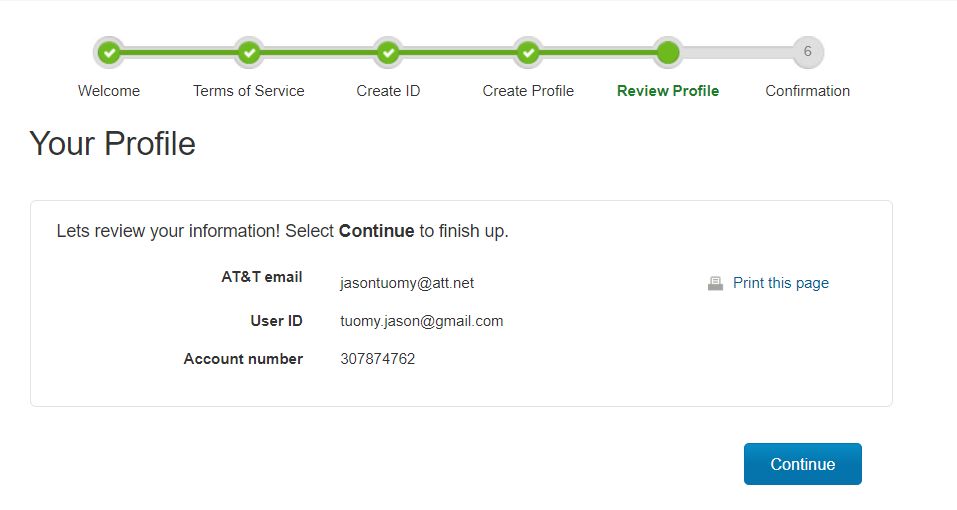 6
Welcome Terms of Service Create ID Create Profile Review Profile Confirmation
Your Profile
Lets review your information! Select Continue to finish up.
AT&T email jasontuomy@att.net Print this page
User ID tuomy.jason@gmail.com
Account number 307874762
Continue